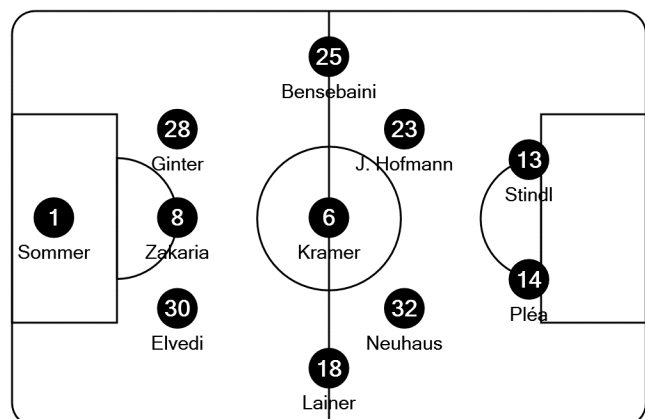 25
Bensebaini
28
Ginter
23
J. Hofmann
13
Stindl
1
Sommer
8
Zakaria
6
Kramer
14
Pléa
30
Elvedi
32
Neuhaus
18
Lainer